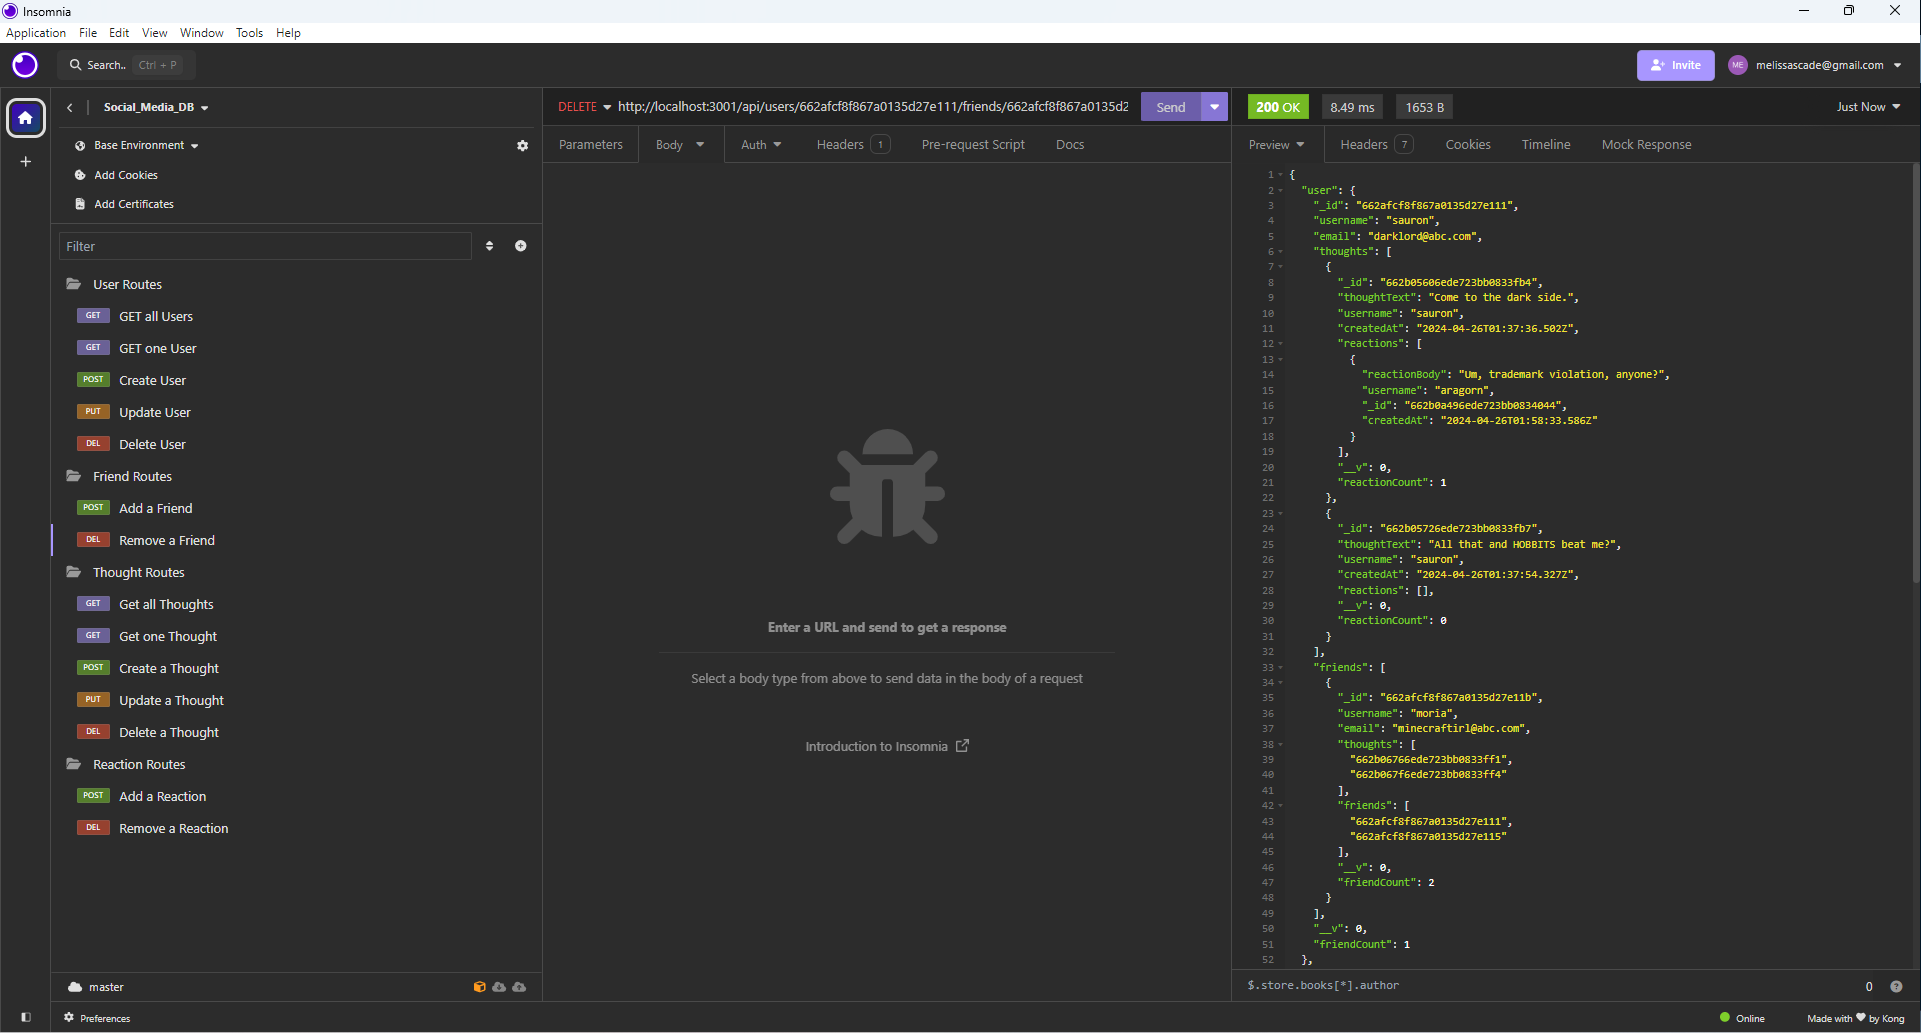 Insomnia
Application File Edit View Window Tools Help
Search.. Ctrl + P
Invite
ME melissascade@gmail.com
Social_Media_DB
Base Environment
Add Cookies
Add Certificates
Filter
User Routes
GET GET all Users
GET GET one User
POST Create User
PUT Update User
DEL Delete User
Friend Routes
POST Add a Friend
DEL Remove a Friend
Thought Routes
GET Get all Thoughts
GET Get one Thought
POST Create a Thought
PUT Update a Thought
DEL Delete a Thought
Reaction Routes
POST Add a Reaction
DEL Remove a Reaction
master
Preferences
DELETE http://localhost:3001/api/users/662afcf8f867a0135d27e111/friends/662afcf8f867a0135d2
Send
Parameters Body Auth Headers 1 Pre-request Script Docs
Enter a URL and send to get a response
Select a body type from above to send data in the body of a request
Introduction to Insomnia
200 OK 8.49 ms 1653 B Just Now
Preview Headers 7 Cookies Timeline Mock Response
1 {
2 "user": {
3 "_id": "662afcf8f867a0135d27e111",
4 "username": "sauron",
5 "email": "darklord@abc.com",
6 "thoughts": [
7 {
8 "_id": "662b05606ede723bb0833fb4",
9 "thoughtText": "Come to the dark side.",
10 "username": "sauron",
11 "createdAt": "2024-04-26T01:37:36.502Z",
12 "reactions": [
13 {
14 "reactionBody": "Um, trademark violation, anyone?",
15 "username": "aragorn",
16 "_id": "662b0a496ede723bb0834044",
17 "createdAt": "2024-04-26T01:58:33.586Z"
18 }
19 ],
20 "__v": 0,
21 "reactionCount": 1
22 },
23 {
24 "_id": "662b05726ede723bb0833fb7",
25 "thoughtText": "All that and HOBBITS beat me?",
26 "username": "sauron",
27 "createdAt": "2024-04-26T01:37:54.327Z",
28 "reactions": [],
29 "__v": 0,
30 "reactionCount": 0
31 }
32 ],
33 "friends": [
34 {
35 "_id": "662afcf8f867a0135d27e11b",
36 "username": "moria",
37 "email": "minecraftirl@abc.com",
38 "thoughts": [
39 "662b06766ede723bb0833ff1",
40 "662b067f6ede723bb0833ff4"
41 ],
42 "friends": [
43 "662afcf8f867a0135d27e111",
44 "662afcf8f867a0135d27e115"
45 ],
46 "__v": 0,
47 "friendCount": 2
48 }
49 ],
50 "__v": 0,
51 "friendCount": 1
52 },
$.store.books[*].author 0
Online Made with by Kong